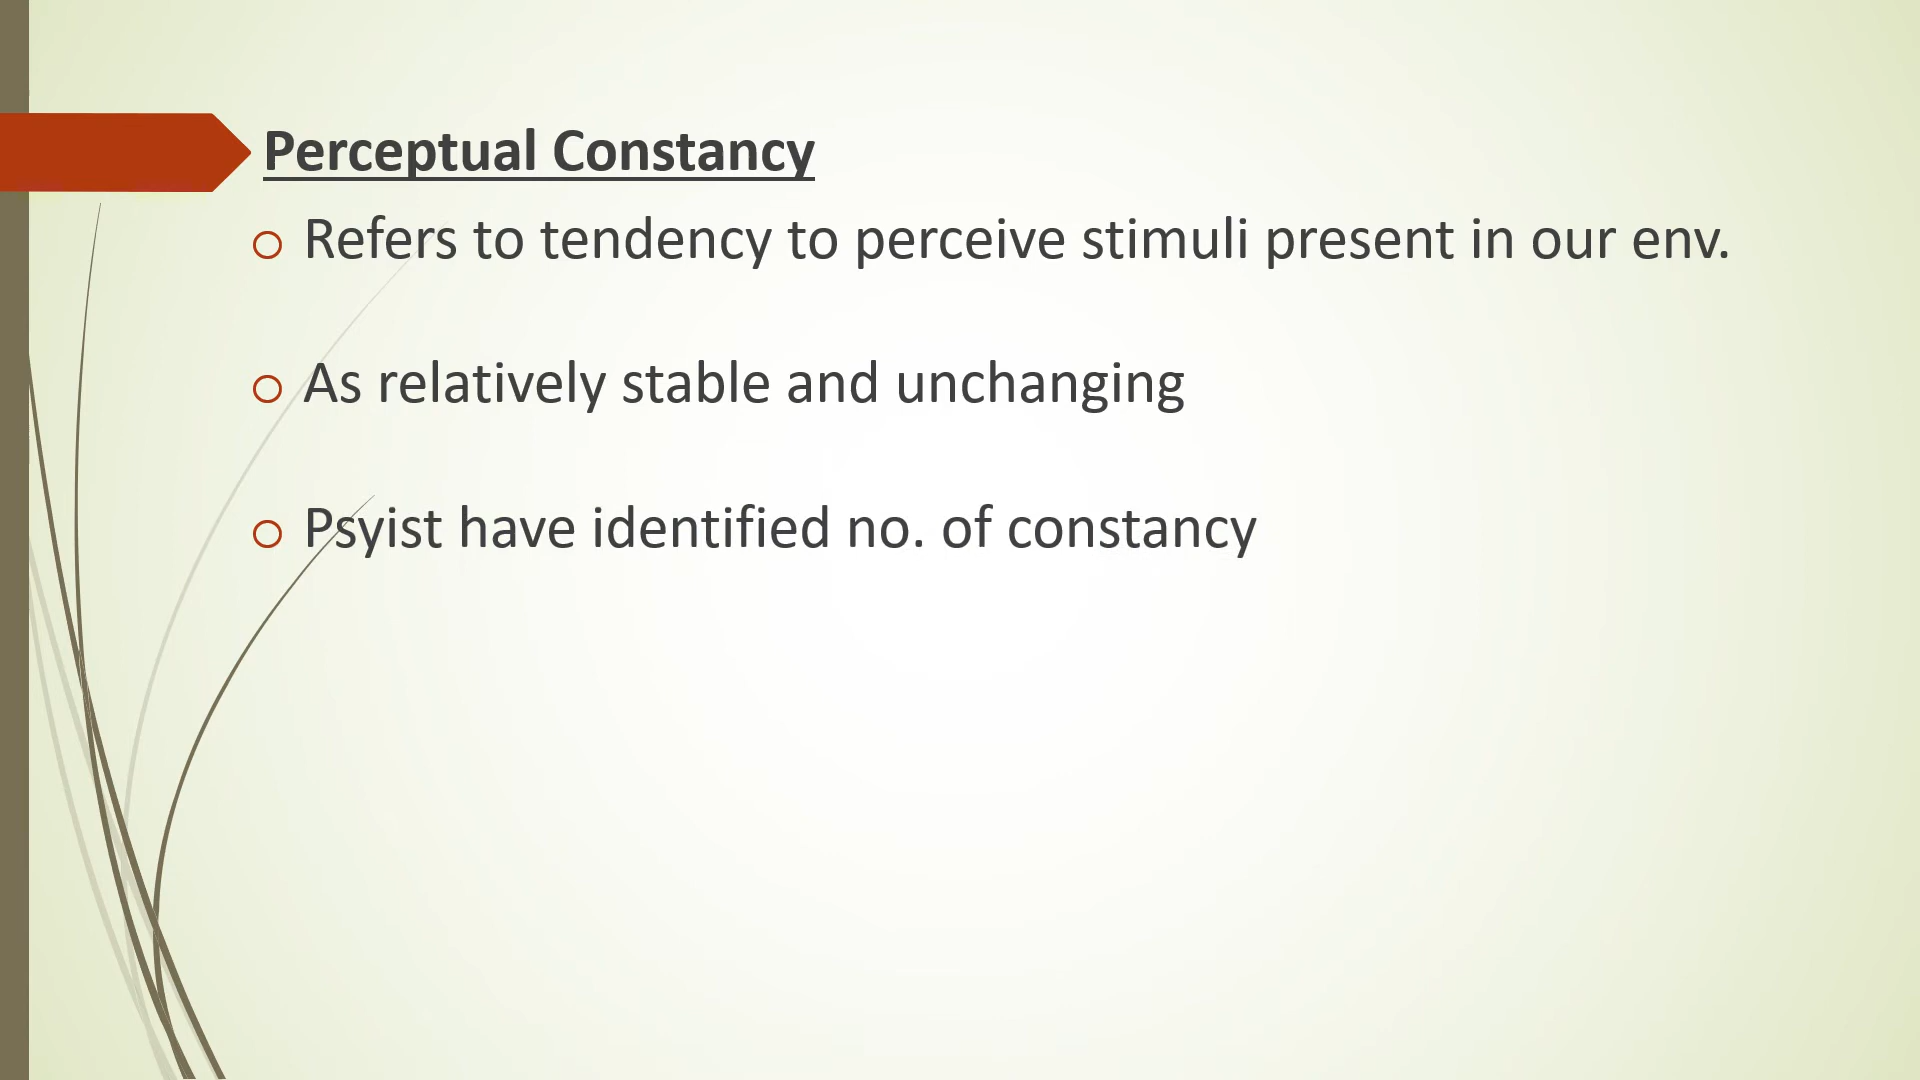 Perceptual Constancy
Refers to tendency to perceive stimuli present in our env.
As relatively stable and unchanging
Psyist have identified no. of constancy